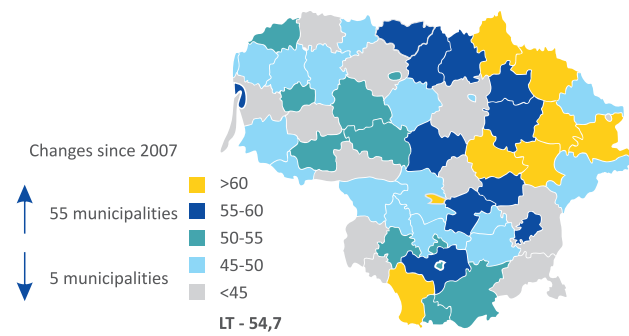 Changes since 2007
55 municipalities
5 municipalities
>60
55-60
50-55
45-50
<45
LT - 54,7